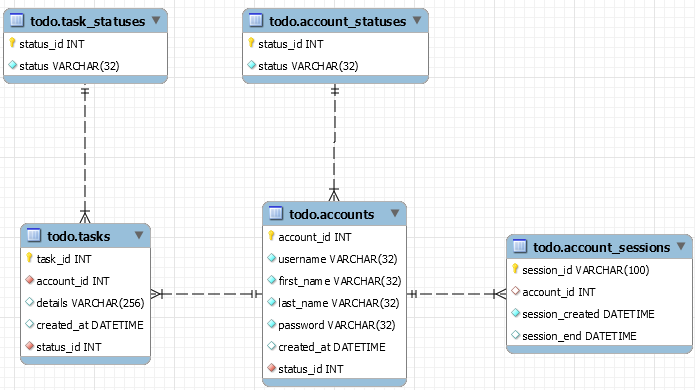 todo.task_statuses
status_id INT
status VARCHAR(32)
todo.account_statuses
status_id INT
status VARCHAR(32)
todo.tasks
task_id INT
account_id INT
details VARCHAR(256)
created_at DATETIME
status_id INT
todo.accounts
account_id INT
username VARCHAR(32)
first_name VARCHAR(32)
last_name VARCHAR(32)
password VARCHAR(32)
created_at DATETIME
status_id INT
todo.account_sessions
session_id VARCHAR(100)
account_id INT
session_created DATETIME
session_end DATETIME